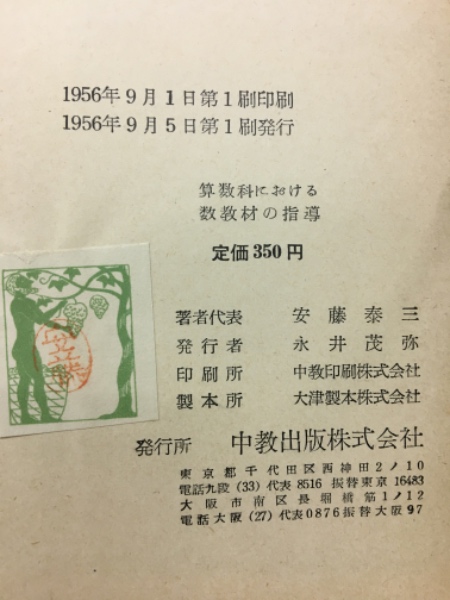 1956年9月1日第1刷印刷
1956年9月5日第1刷発行
算数科における
数教材の指導
定価350円
著者代表 安藤泰三
発行者 永井茂弥
印刷所 中教印刷株式会社
製本所 大津製本株式会社
発行所 中教出版株式会社
東京都千代田区西神田2ノ10
電話九段(33)代表8516振替東京16483
大阪市南区長堀橋筋1ノ12
電話大阪(27)代表0876振替大阪97